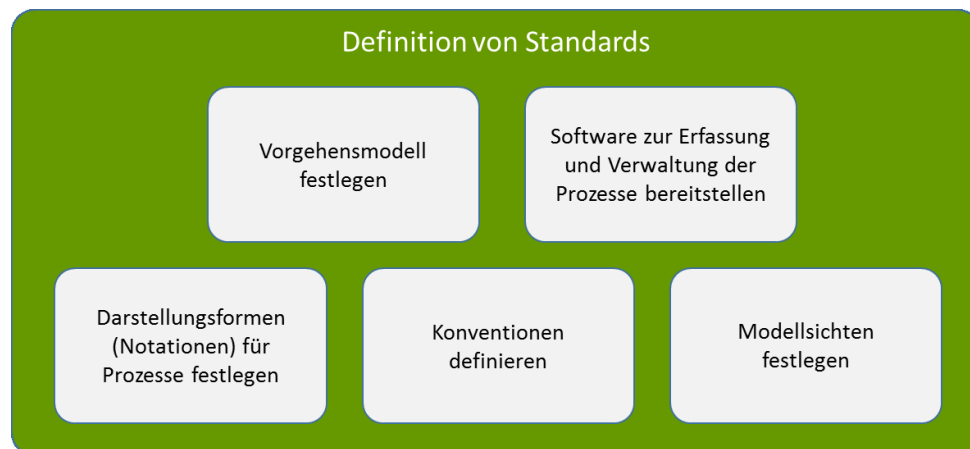 Definition von Standards
Vorgehensmodell
festlegen
Software zur Erfassung
und Verwaltung der
Prozesse bereitstellen
Darstellungsformen
(Notationen) für
Prozesse festlegen
Konventionen
definieren
Modellsichten
festlegen